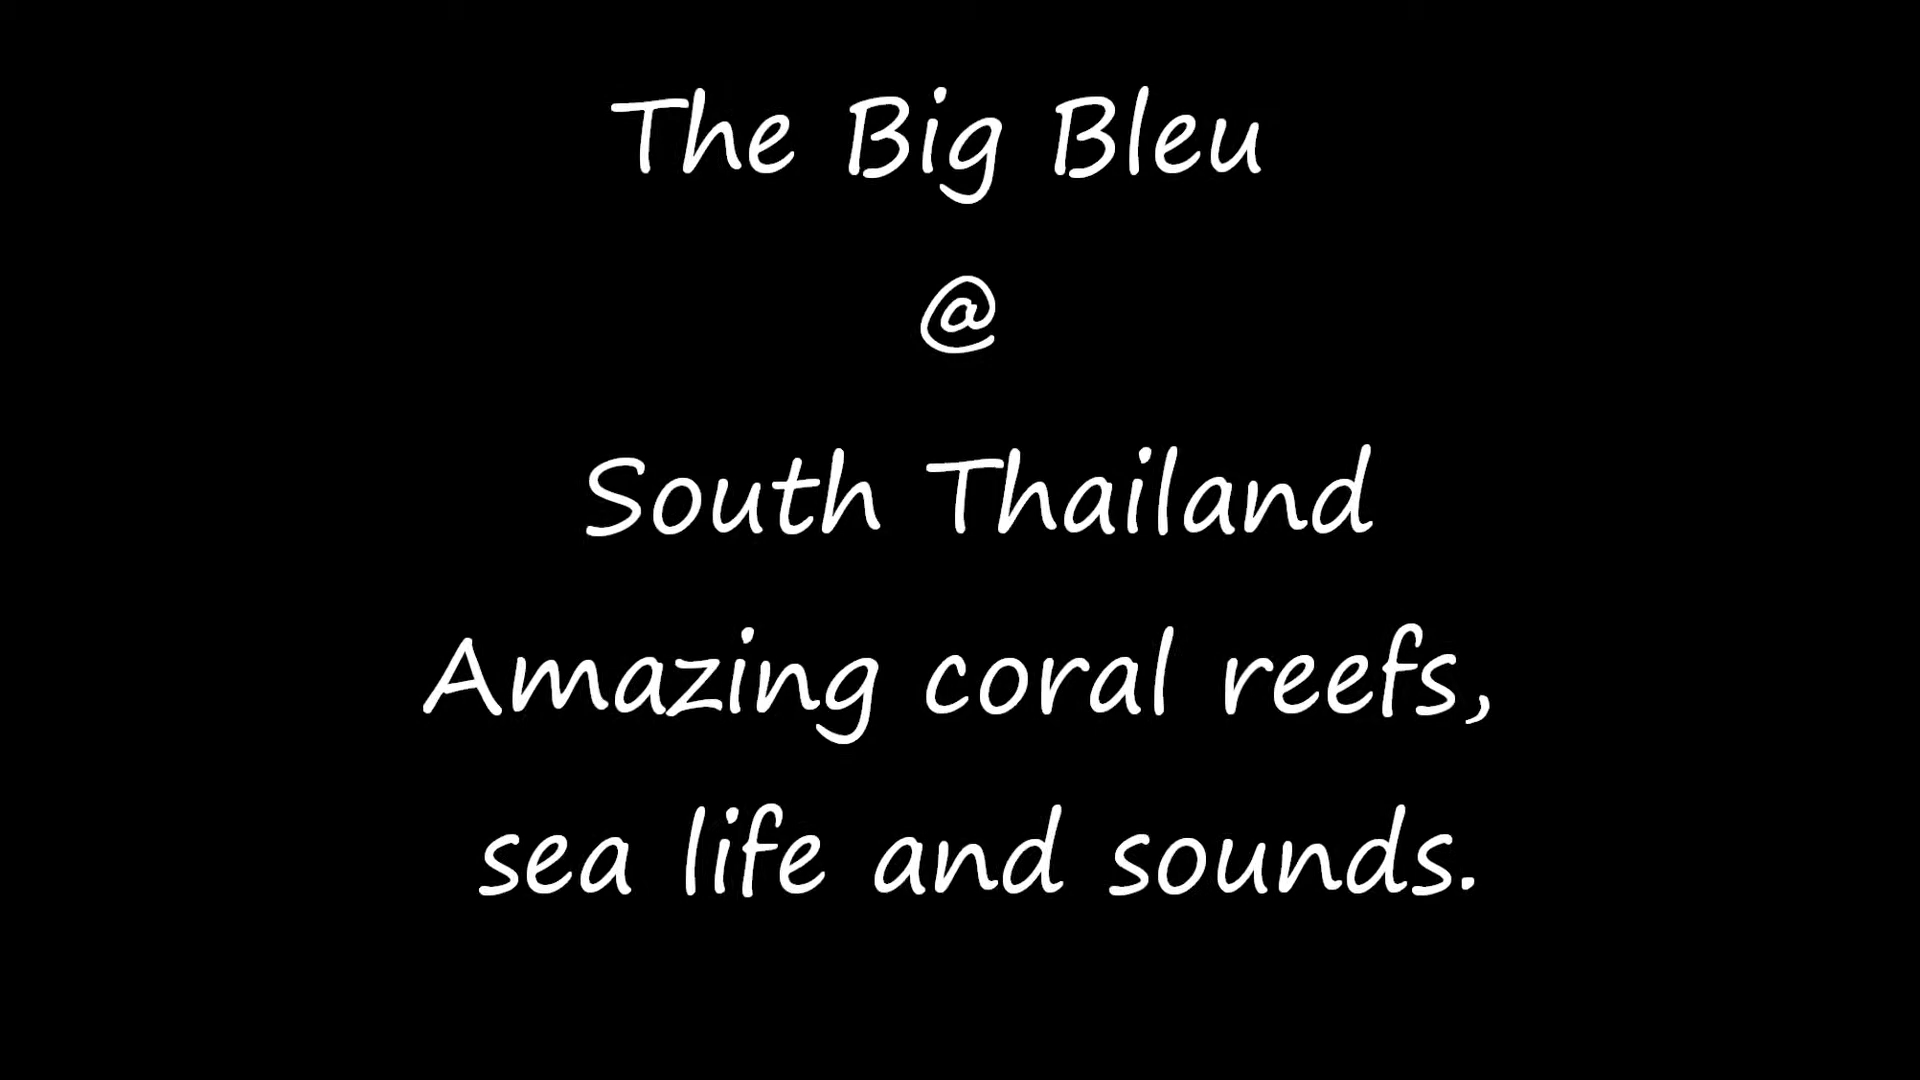 The Big Bleu
@
South Thailand
Amazing coral reefs,
sea life and sounds.